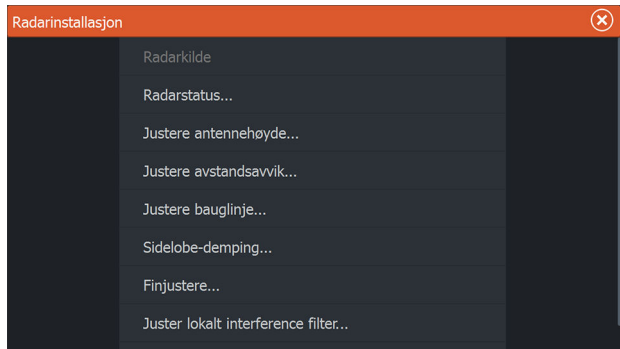 Radarinstallasjon
Radarkilde
Radarstatus...
Justere antennehøyde...
Justere avstandsavvik...
Justere bauglinje...
Sidelobe-demping...
Finjustere...
Juster lokalt interference filter...